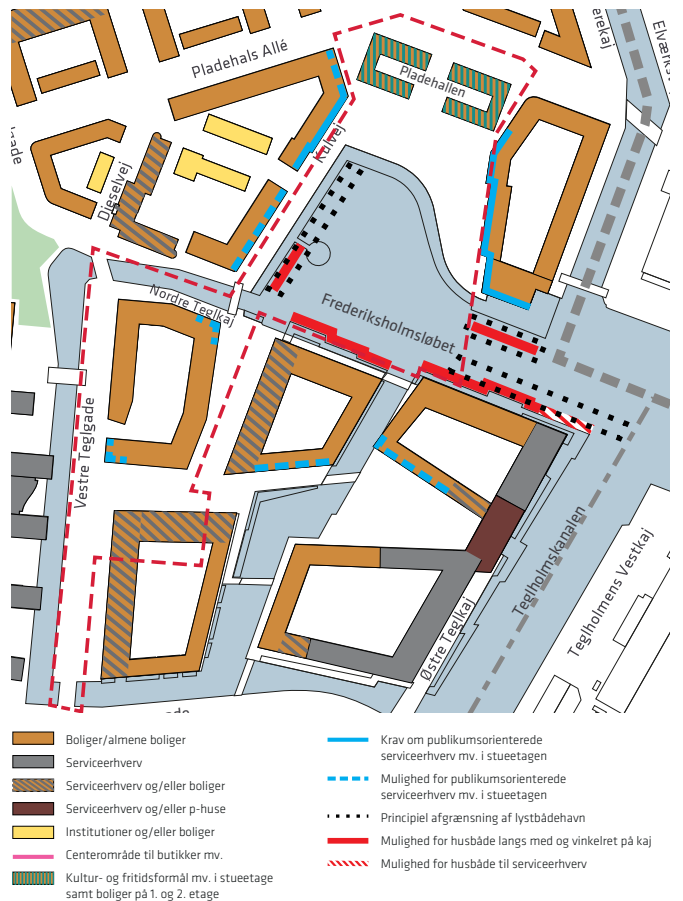 Pladehals Allé
Pladehallen
erekaj
Elværks
Kulvej
Dieselvej
Frederiksholmsløbet
Nordre Teglkaj
Vestre Teglgade
Teglholmskanalen
Teglholmens Vestkaj
Østre Teglkaj
Boliger/almene boliger
Serviceerhverv
Serviceerhverv og/eller boliger
Serviceerhverv og/eller p-huse
Institutioner og/eller boliger
Centerområde til butikker mv.
Kultur- og fritidsformål mv. i stueetage
samt boliger på 1. og 2. etage
Krav om publikumsorienterede
serviceerhverv mv. i stueetagen
Mulighed for publikumsorienterede
serviceerhverv mv. i stueetagen
Principiel afgrænsning af lystbådehavn
Mulighed for husbåde langs med og vinkelret på kaj
Mulighed for husbåde til serviceerhverv